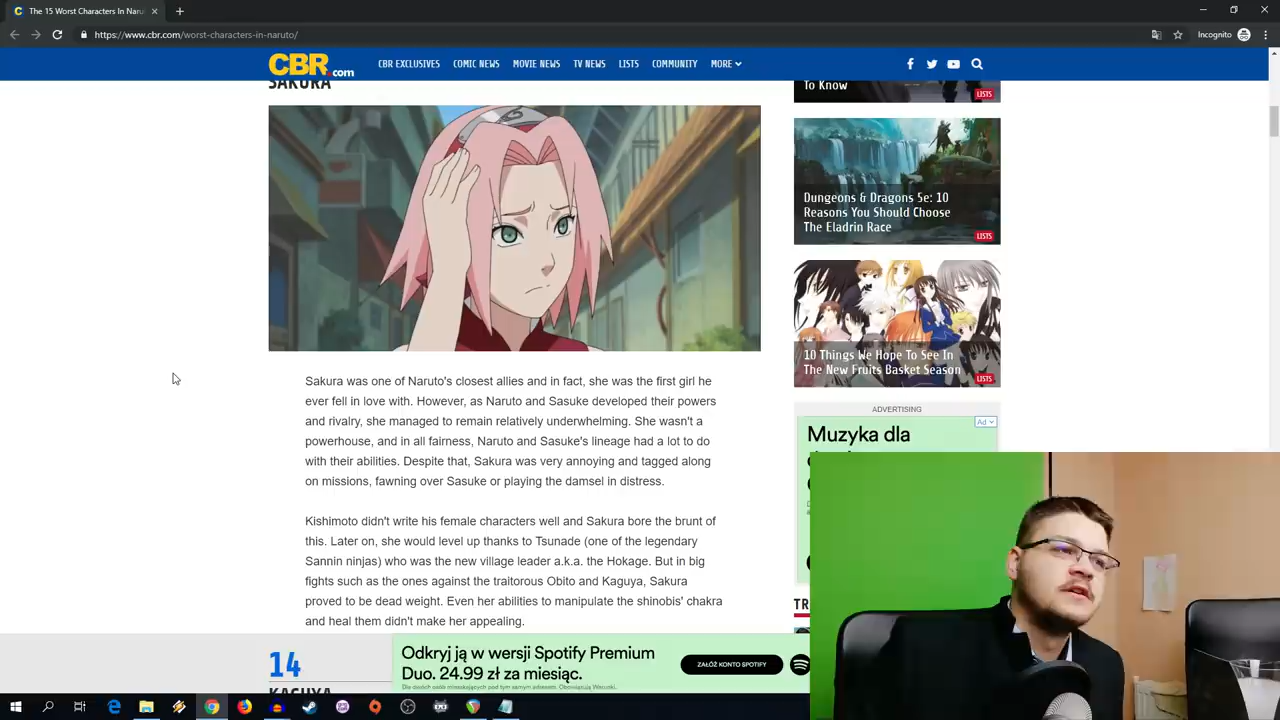 The 15 Worst Characters In Narut
https://www.cbr.com/worst-characters-in-naruto/
Incognito
CBR.com
CBR EXCLUSIVES
COMIC NEWS
MOVIE NEWS
TV NEWS
LISTS
COMMUNITY
MORE
SAKURA
To Know
LISTS
Dungeons & Dragons 5e: 10
Reasons You Should Choose
The Eladrin Race
LISTS
10 Things We Hope To See In
The New Fruits Basket Season
LISTS
Sakura was one of Naruto's closest allies and in fact, she was the first girl he
ever fell in love with. However, as Naruto and Sasuke developed their powers
and rivalry, she managed to remain relatively underwhelming. She wasn't a
powerhouse, and in all fairness, Naruto and Sasuke's lineage had a lot to do
with their abilities. Despite that, Sakura was very annoying and tagged along
on missions, fawning over Sasuke or playing the damsel in distress.
Kishimoto didn't write his female characters well and Sakura bore the brunt of
this. Later on, she would level up thanks to Tsunade (one of the legendary
Sannin ninjas) who was the new village leader a.k.a. the Hokage. But in big
fights such as the ones against the traitorous Obito and Kaguya, Sakura
proved to be dead weight. Even her abilities to manipulate the shinobis' chakra
and heal them didn't make her appealing.
ADVERTISING
Ad
Muzyka dla
TR
14
KAGUYA
Odkryj ją w wersji Spotify Premium
Duo. 24.99 zł za miesiąc.
ZAŁÓŻ KONTO SPOTIFY